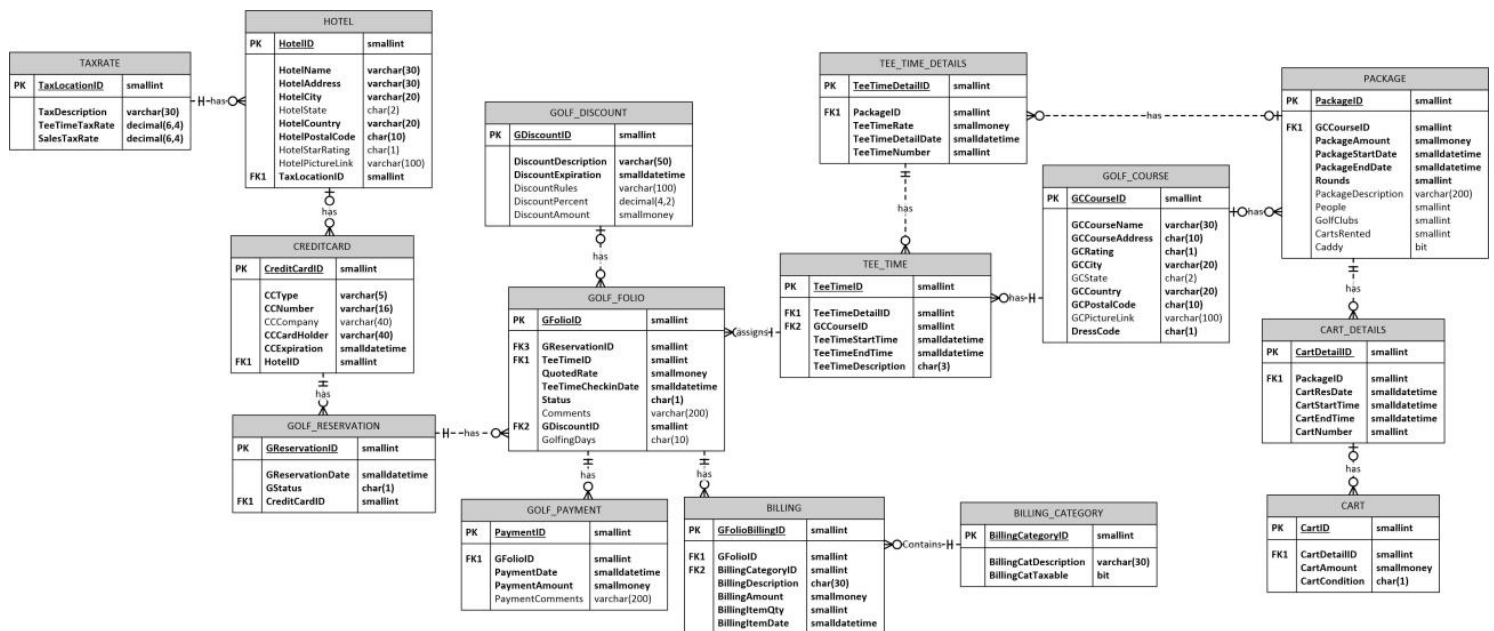 HOTEL
PK HotelID smallint
HotelName varchar(30)
HotelAddress varchar(30)
HotelCity varchar(20)
HotelState char(2)
HotelCountry varchar(20)
HotelPostalCode char(10)
HotelStarRating char(1)
HotelPictureLink varchar(100)
FK1 TaxLocationID smallint
TAXRATE
PK TaxLocationID smallint
TaxDescription varchar(30)
TeeTimeTaxRate decimal(6,4)
SalesTaxRate decimal(6,4)
has
has
CREDITCARD
PK CreditCardID smallint
CCType varchar(5)
CCNumber varchar(16)
CCCompany varchar(40)
CCCardHolder varchar(40)
CCExpiration smalldatetime
FK1 HotelID smallint
has
GOLF_RESERVATION
PK GReservationID smallint
GReservationDate smalldatetime
GStatus char(1)
FK1 CreditCardID smallint
has
GOLF_DISCOUNT
PK GDiscountID smallint
DiscountDescription varchar(50)
DiscountExpiration smalldatetime
DiscountRules varchar(100)
DiscountPercent decimal(4,2)
DiscountAmount smallmoney
has
GOLF_FOLIO
PK GFolioID smallint
FK3 GReservationID smallint
FK1 TeeTimeID smallint
QuotedRate smallmoney
TeeTimeCheckinDate smalldatetime
Status char(1)
Comments varchar(200)
FK2 GDiscountID smallint
GolfingDays char(10)
has
has
assigns
GOLF_PAYMENT
PK PaymentID smallint
FK1 GFolioID smallint
PaymentDate smalldatetime
PaymentAmount smallmoney
PaymentComments varchar(200)
BILLING
PK GFolioBillingID smallint
FK1 GFolioID smallint
FK2 BillingCategoryID smallint
BillingDescription char(30)
BillingAmount smallmoney
BillingItemQty smallint
BillingItemDate smalldatetime
Contains
BILLING_CATEGORY
PK BillingCategoryID smallint
BillingCatDescription varchar(30)
BillingCatTaxable bit
TEE_TIME_DETAILS
PK TeeTimeDetailID smallint
FK1 PackageID smallint
TeeTimeRate smallmoney
TeeTimeDetailDate smalldatetime
TeeTimeNumber smallint
has
has
TEE_TIME
PK TeeTimeID smallint
FK1 TeeTimeDetailID smallint
FK2 GCCourseID smallint
TeeTimeStartTime smalldatetime
TeeTimeEndTime smalldatetime
TeeTimeDescription char(3)
has
GOLF_COURSE
PK GCCourseID smallint
GCCourseName varchar(30)
GCCourseAddress char(10)
GCRating char(1)
GCCity varchar(20)
GCState char(2)
GCCountry varchar(20)
GCPostalCode char(10)
GCPictureLink varchar(100)
DressCode char(1)
has
PACKAGE
PK PackageID smallint
FK1 GCCourseID smallint
PackageAmount smallmoney
PackageStartDate smalldatetime
PackageEndDate smalldatetime
Rounds smallint
PackageDescription varchar(200)
People smallint
GolfClubs smallint
CartsRented smallint
Caddy bit
has
CART_DETAILS
PK CartDetailID smallint
FK1 PackageID smallint
CartResDate smalldatetime
CartStartTime smalldatetime
CartEndTime smalldatetime
CartNumber smallint
has
CART
PK CartID smallint
FK1 CartDetailID smallint
CartAmount smallmoney
CartCondition char(1)